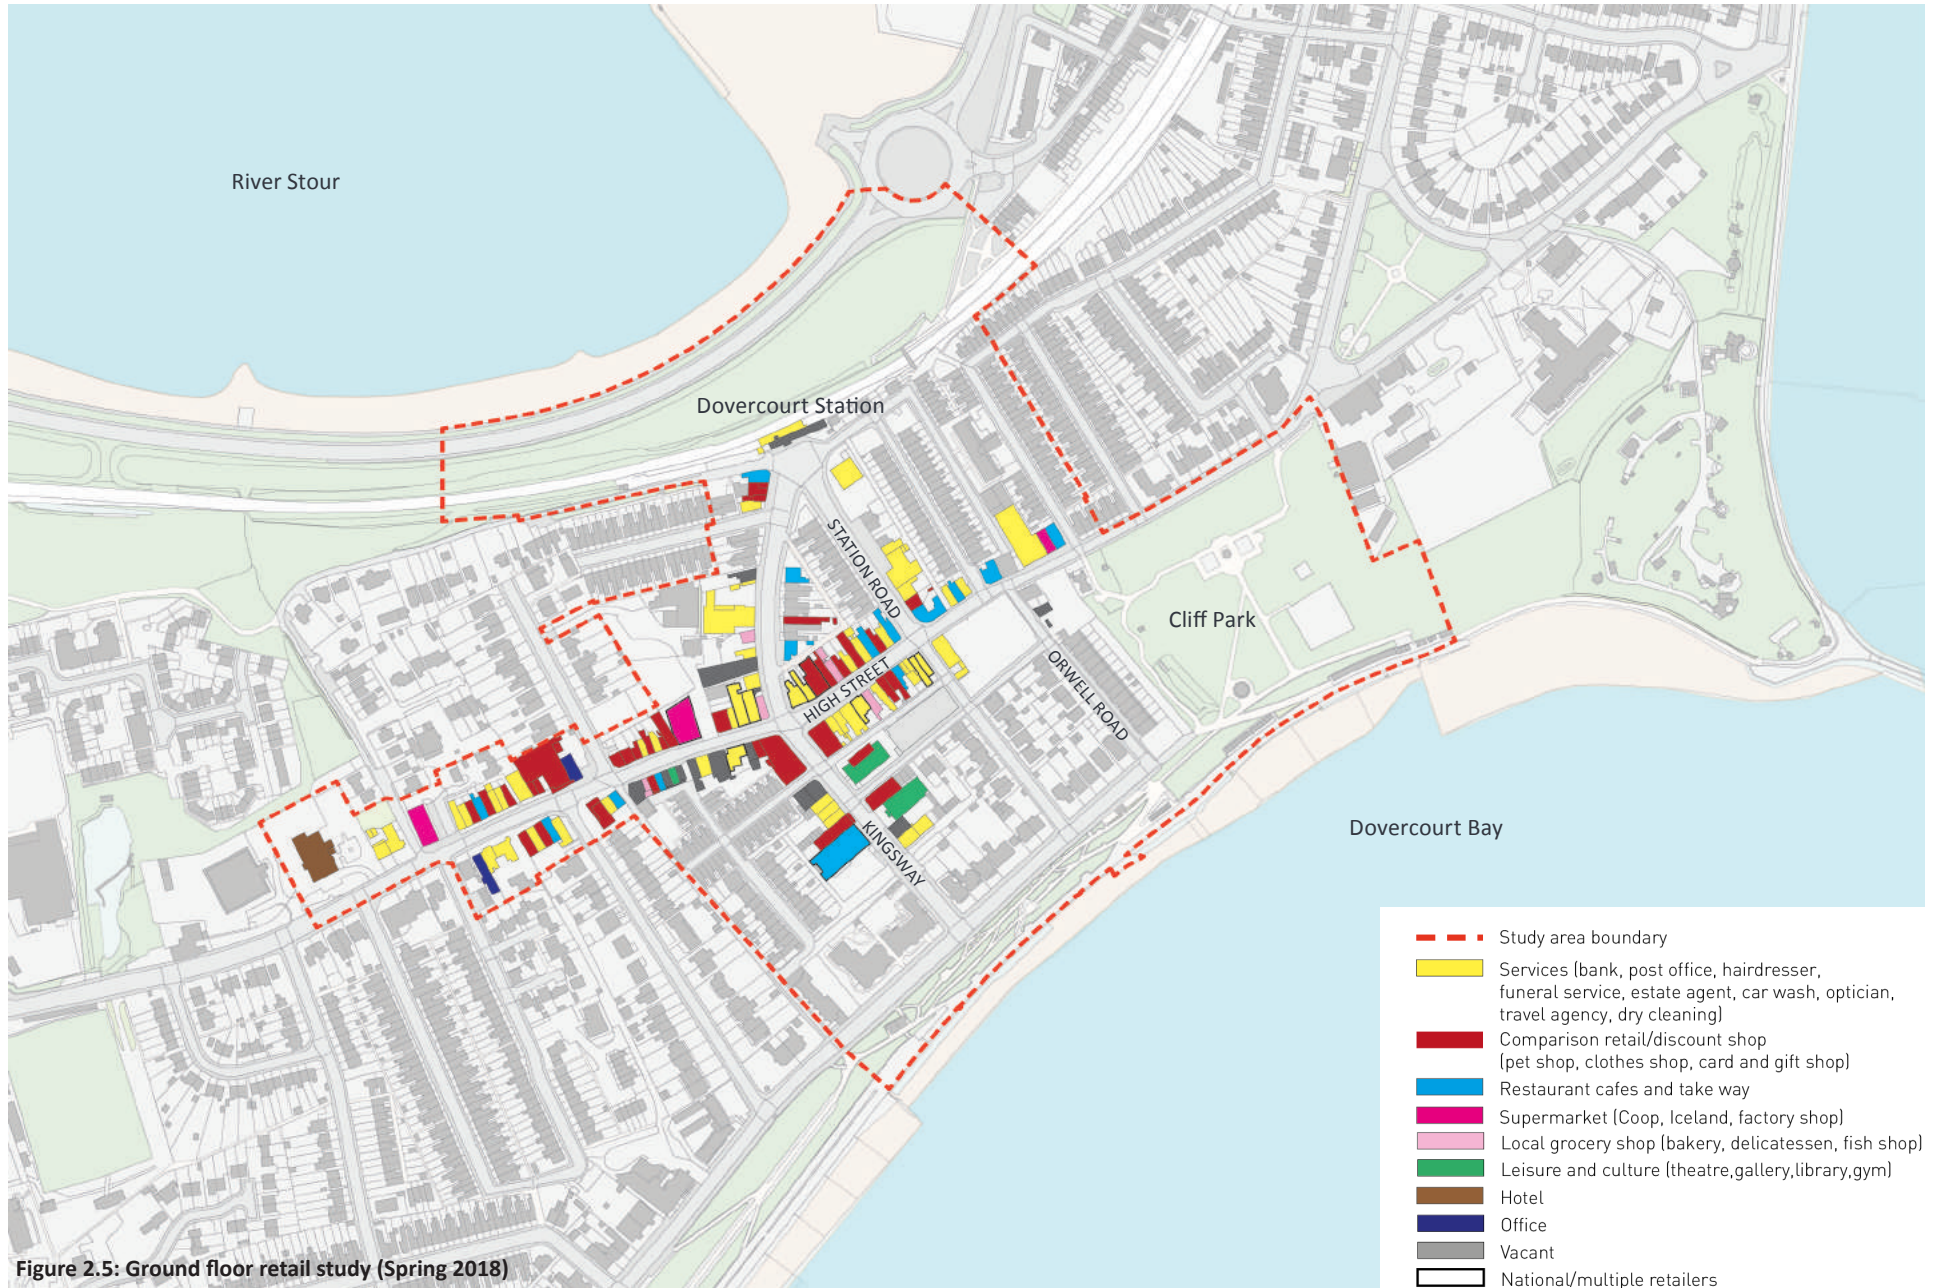 River Stour
Dovercourt Station
STATION ROAD
Cliff Park
HIGH STREET
ORWELL ROAD
KINGSWAY
Dovercourt Bay
Study area boundary
Services (bank, post office, hairdresser,
funeral service, estate agent, car wash, optician,
travel agency, dry cleaning)
Comparison retail/discount shop
(pet shop, clothes shop, card and gift shop)
Restaurant cafes and take way
Supermarket (Coop, Iceland, factory shop)
Local grocery shop (bakery, delicatessen, fish shop)
Leisure and culture (theatre,gallery,library,gym)
Hotel
Office
Vacant
National/multiple retailers
Figure 2.5: Ground floor retail study (Spring 2018)